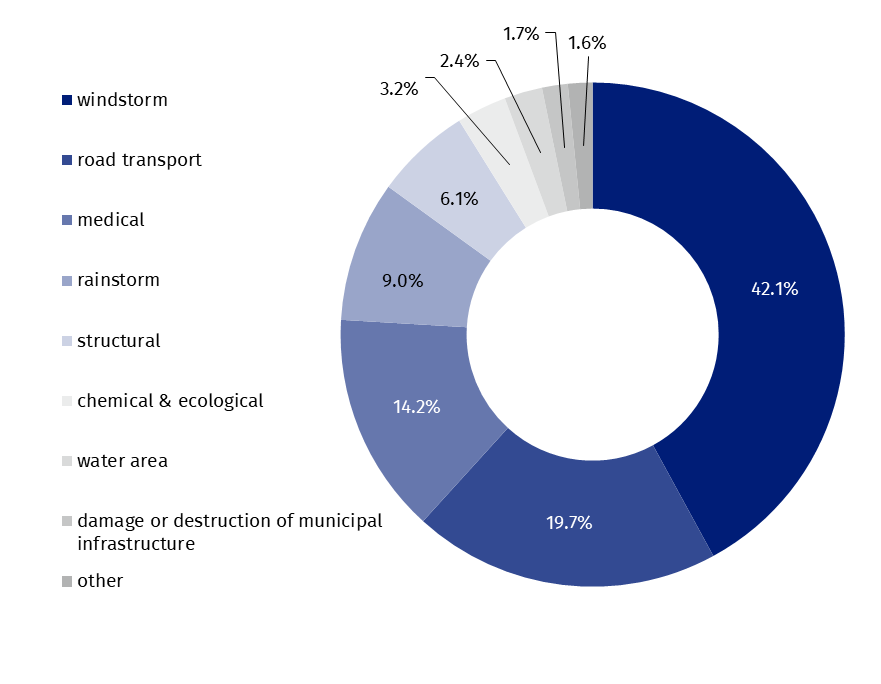 1.7%
1.6%
2.4%
3.2%
windstorm
road transport
medical
rainstorm
structural
chemical & ecological
water area
damage or destruction of municipal
infrastructure
other
6.1%
9.0%
42.1%
14.2%
19.7%